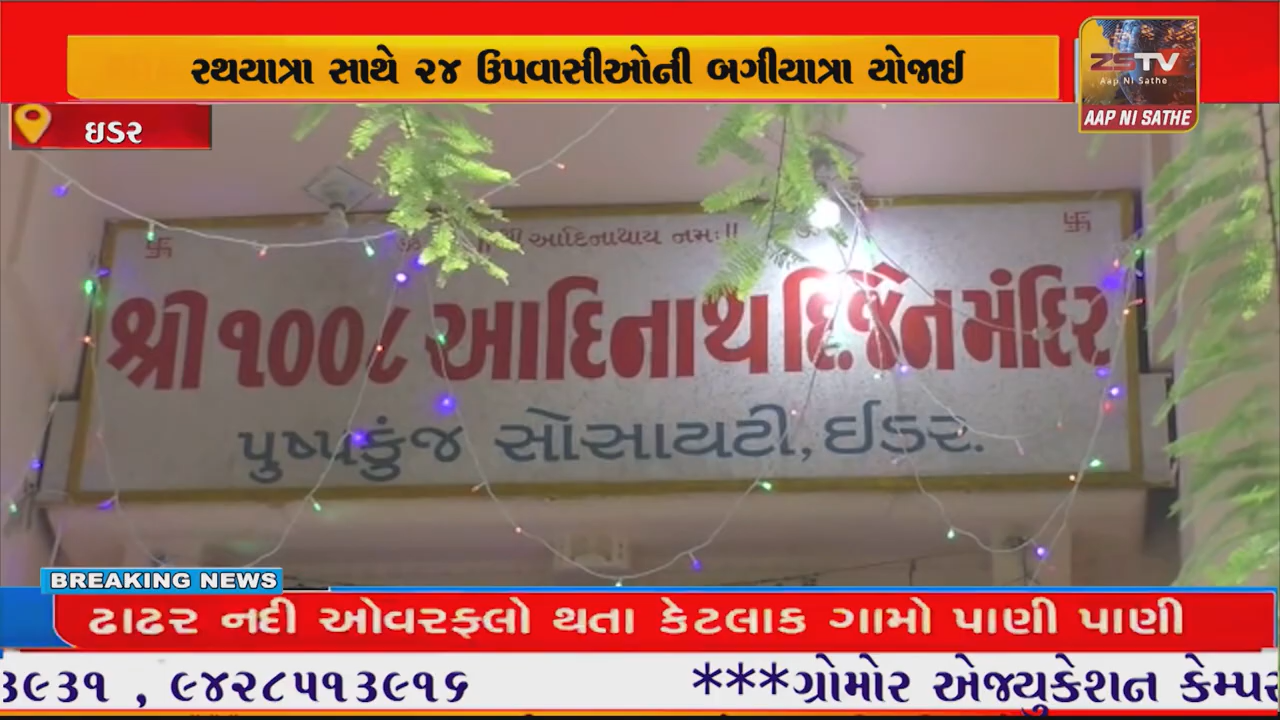 રથયાત્રા સાથે ૨૪ ઉપવાસીઓની બગીયાત્રા યોજાઈ
ZSTV
Aap Ni Sathe
AAP NI SATHE
ઇડર
॥ શ્રી આદિનાથાય નમઃ॥
શ્રી ૧૦૦૮ આદિનાથ દિ.જૈન મંદિર
પુષ્પકુંજ સોસાયટી, ઈડર.
BREAKING NEWS
ઢાઢર નદી ઓવરફ્લો થતા કેટલાક ગામો પાણી પાણી
૩૯૩૧ , ૯૪૨૮૫૧૩૯૧૬ ***ગ્રોમોર એજ્યુકેશન કેમ્પસ